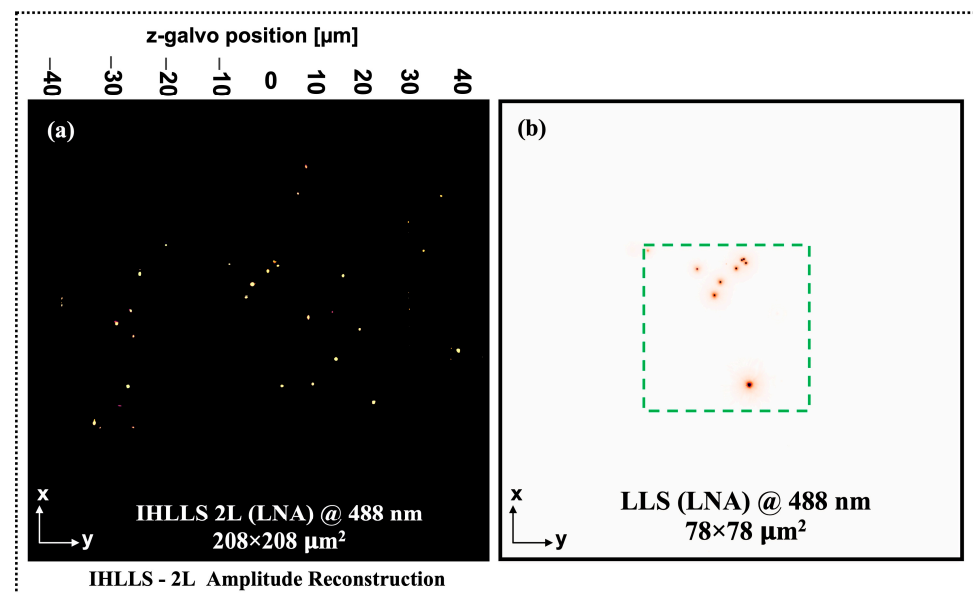 z-galvo position [µm]
−40 −30 −20 −10 0 10 20 30 40
(a)
(b)
x
y
IHLLS 2L (LNA) @ 488 nm
208×208 µm²
x
y
LLS (LNA) @ 488 nm
78×78 µm²
IHLLS - 2L Amplitude Reconstruction